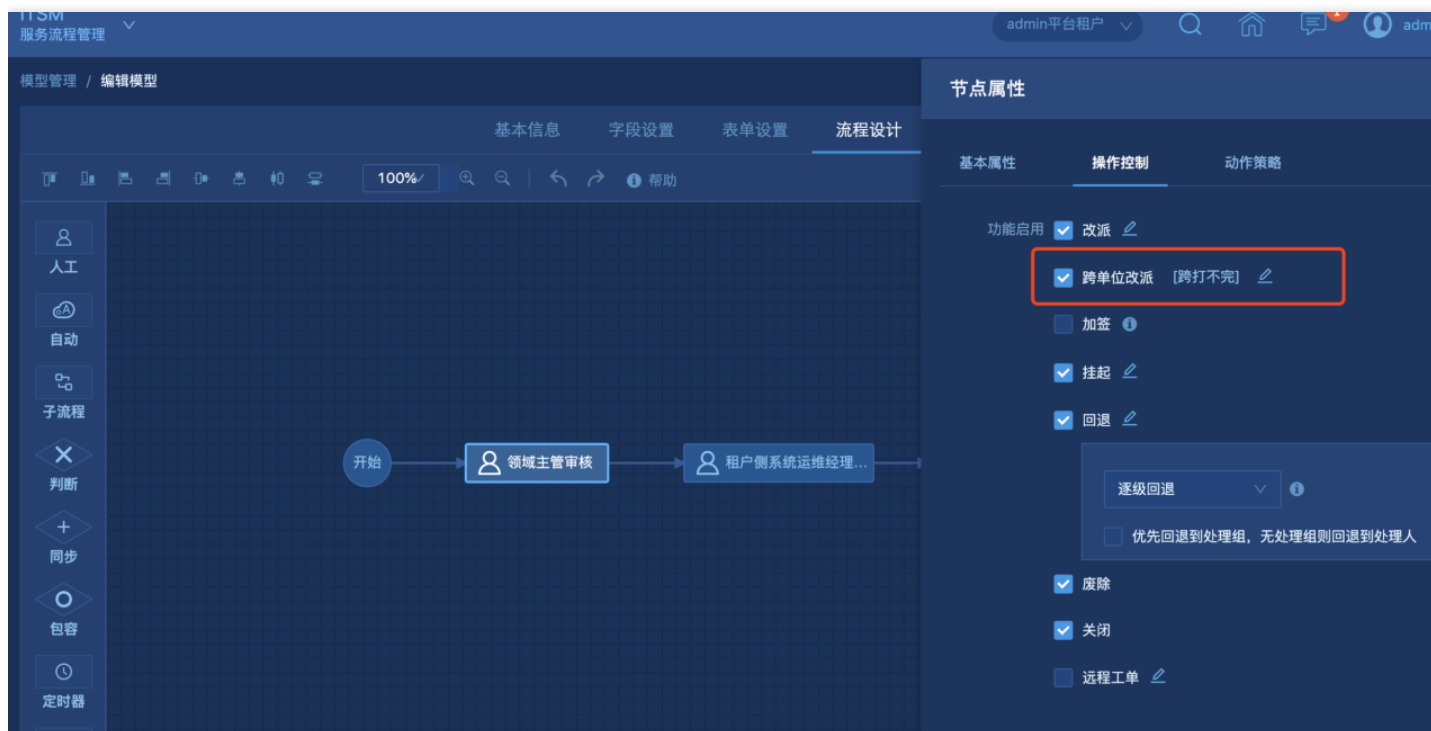 ITSM
服务流程管理
admin平台租户
1
adm
模型管理 / 编辑模型
节点属性
基本信息
字段设置
表单设置
流程设计
基本属性
操作控制
动作策略
100%
帮助
人工
自动
子流程
判断
同步
包容
定时器
开始
领域主管审核
租户侧系统运维经理...
功能启用
改派
跨单位改派 [跨打不完]
加签
挂起
回退
逐级回退
优先回退到处理组，无处理组则回退到处理人
废除
关闭
远程工单